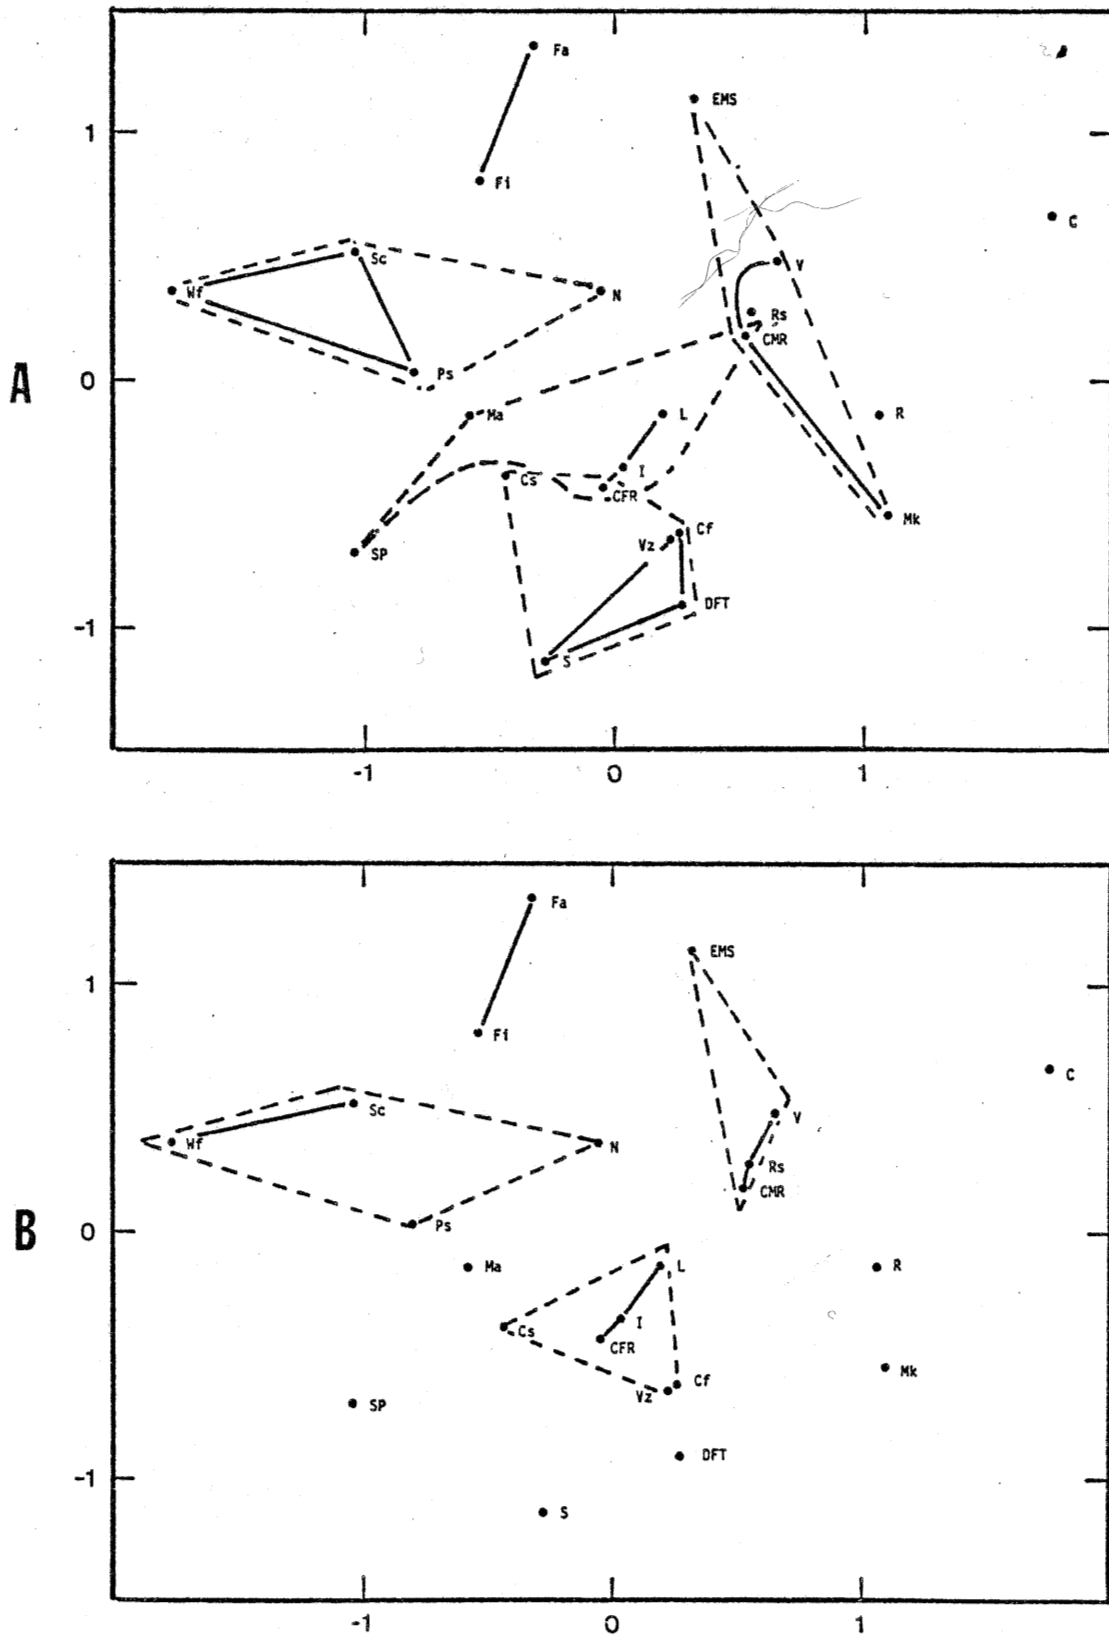 Fa
EMS
1
Fi
C
Sc
V
Wf
N
Rs
CMR
A
0
Ps
Ma
L
R
I
Cs
CFR
Mk
Cf
Vz
SP
DFT
-1
S
-1 0 1
Fa
EMS
1
Fi
C
Sc
V
Wf
N
Rs
CMR
B
0
Ps
Ma
L
R
I
Cs
CFR
Mk
Cf
Vz
SP
DFT
-1
S
-1 0 1